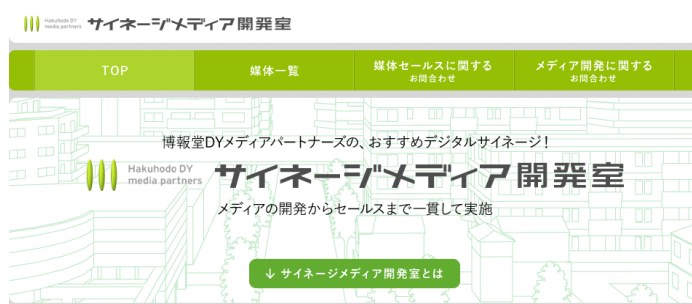 Hakuhodo DY
media partners
サイネージメディア開発室
TOP
媒体一覧
媒体セールスに関する
お問合わせ
メディア開発に関する
お問合わせ
博報堂DYメディアパートナーズの、おすすめデジタルサイネージ！
Hakuhodo DY
media partners
サイネージメディア開発室
メディアの開発からセールスまで一貫して実施
↓ サイネージメディア開発室とは